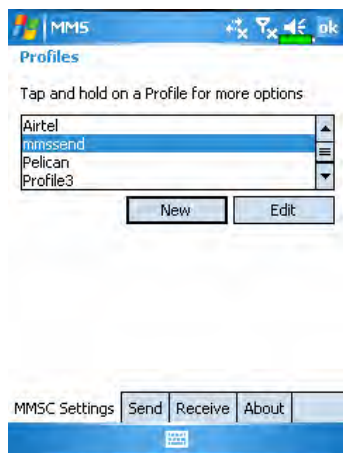 MMS ok
Profiles
Tap and hold on a Profile for more options
Airtel
mmssend
Pelican
Profile3
New Edit
MMSC Settings Send Receive About